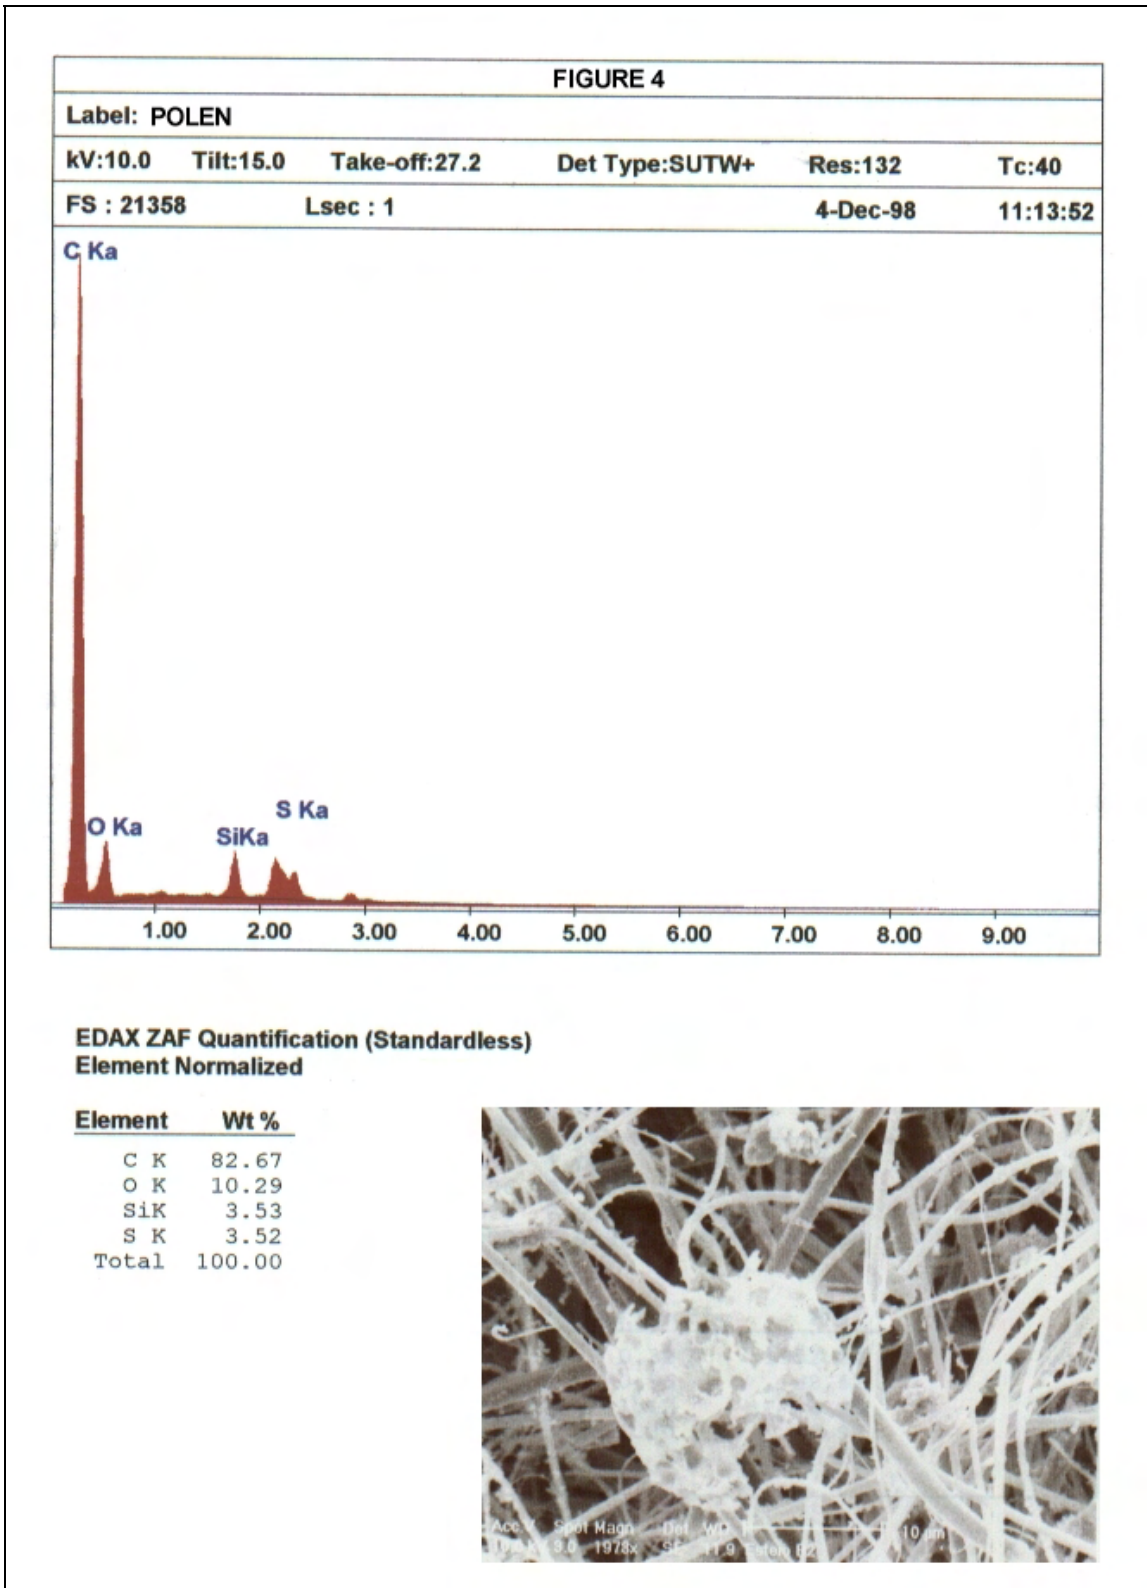 FIGURE 4
Label: POLEN
kV:10.0 Tilt:15.0 Take-off:27.2 Det Type:SUTW+ Res:132 Tc:40
FS : 21358 Lsec : 1 4-Dec-98 11:13:52
C Ka
O Ka
SiKa
S Ka
1.00 2.00 3.00 4.00 5.00 6.00 7.00 8.00 9.00
EDAX ZAF Quantification (Standardless)
Element Normalized
Element Wt %
C K 82.67
O K 10.29
SiK 3.53
S K 3.52
Total 100.00
Acc.V Spot Magn Det WD 10 µm
3.0 1978x SE 11.9